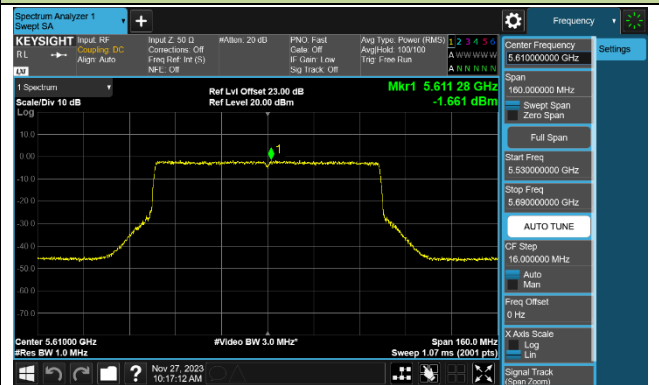 Spectrum Analyzer 1
Swept SA
Frequency
KEYSIGHT
RL
LXI
Input: RF
Coupling: DC
Align: Auto
Input Z: 50 Ω
Corrections: Off
Freq Ref: Int (S)
NFE: Off
#Atten: 20 dB
PNO: Fast
Gate: Off
IF Gain: Low
Sig Track: Off
Avg Type: Power (RMS)
Avg|Hold: 100/100
Trig: Free Run
1 2 3 4 5 6
A W W W W W
A N N N N N
1 Spectrum
Scale/Div 10 dB
Log
Ref Lvl Offset 23.00 dB
Ref Level 20.00 dBm
Mkr1 5.611 28 GHz
-1.661 dBm
1
10.0
0.00
-10.0
-20.0
-30.0
-40.0
-50.0
-60.0
-70.0
Center 5.61000 GHz
#Res BW 1.0 MHz
#Video BW 3.0 MHz*
Span 160.0 MHz
Sweep 1.07 ms (2001 pts)
Nov 27, 2023
10:17:12 AM
Center Frequency
5.610000000 GHz
Settings
Span
160.000000 MHz
Swept Span
Zero Span
Full Span
Start Freq
5.530000000 GHz
Stop Freq
5.690000000 GHz
AUTO TUNE
CF Step
16.000000 MHz
Auto
Man
Freq Offset
0 Hz
X Axis Scale
Log
Lin
Signal Track
(Span Zoom)